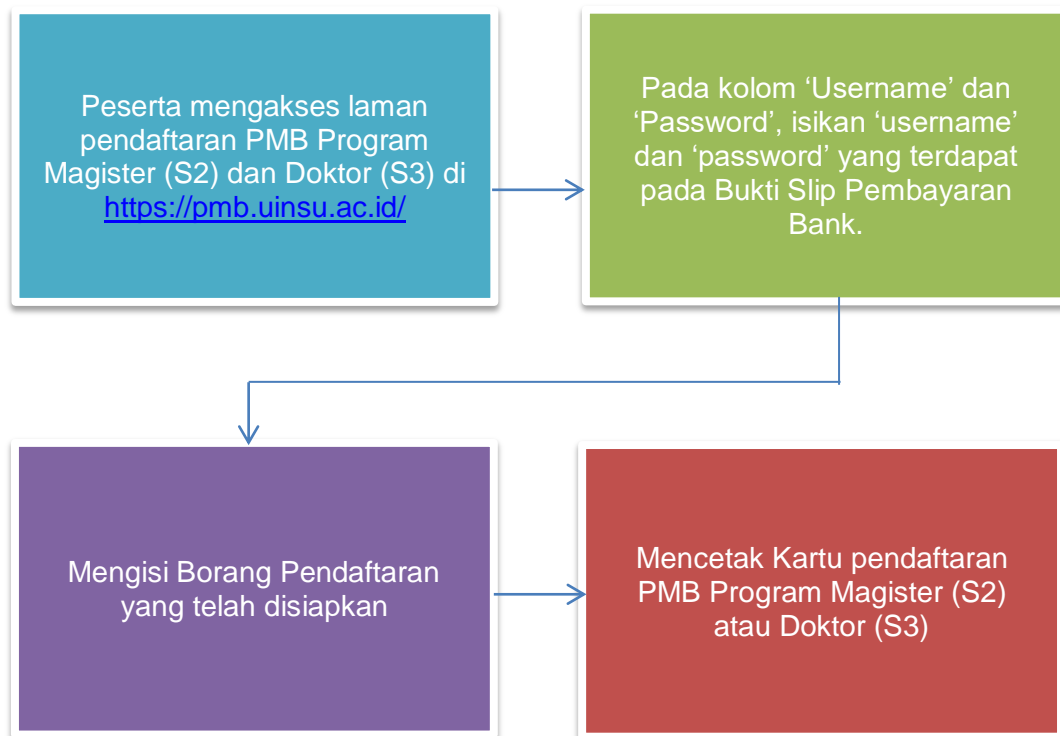 Peserta mengakses laman
pendaftaran PMB Program
Magister (S2) dan Doktor (S3) di
https://pmb.uinsu.ac.id/
Pada kolom ‘Username’ dan
‘Password’, isikan ‘username’
dan ‘password’ yang terdapat
pada Bukti Slip Pembayaran
Bank.
Mengisi Borang Pendaftaran
yang telah disiapkan
Mencetak Kartu pendaftaran
PMB Program Magister (S2)
atau Doktor (S3)